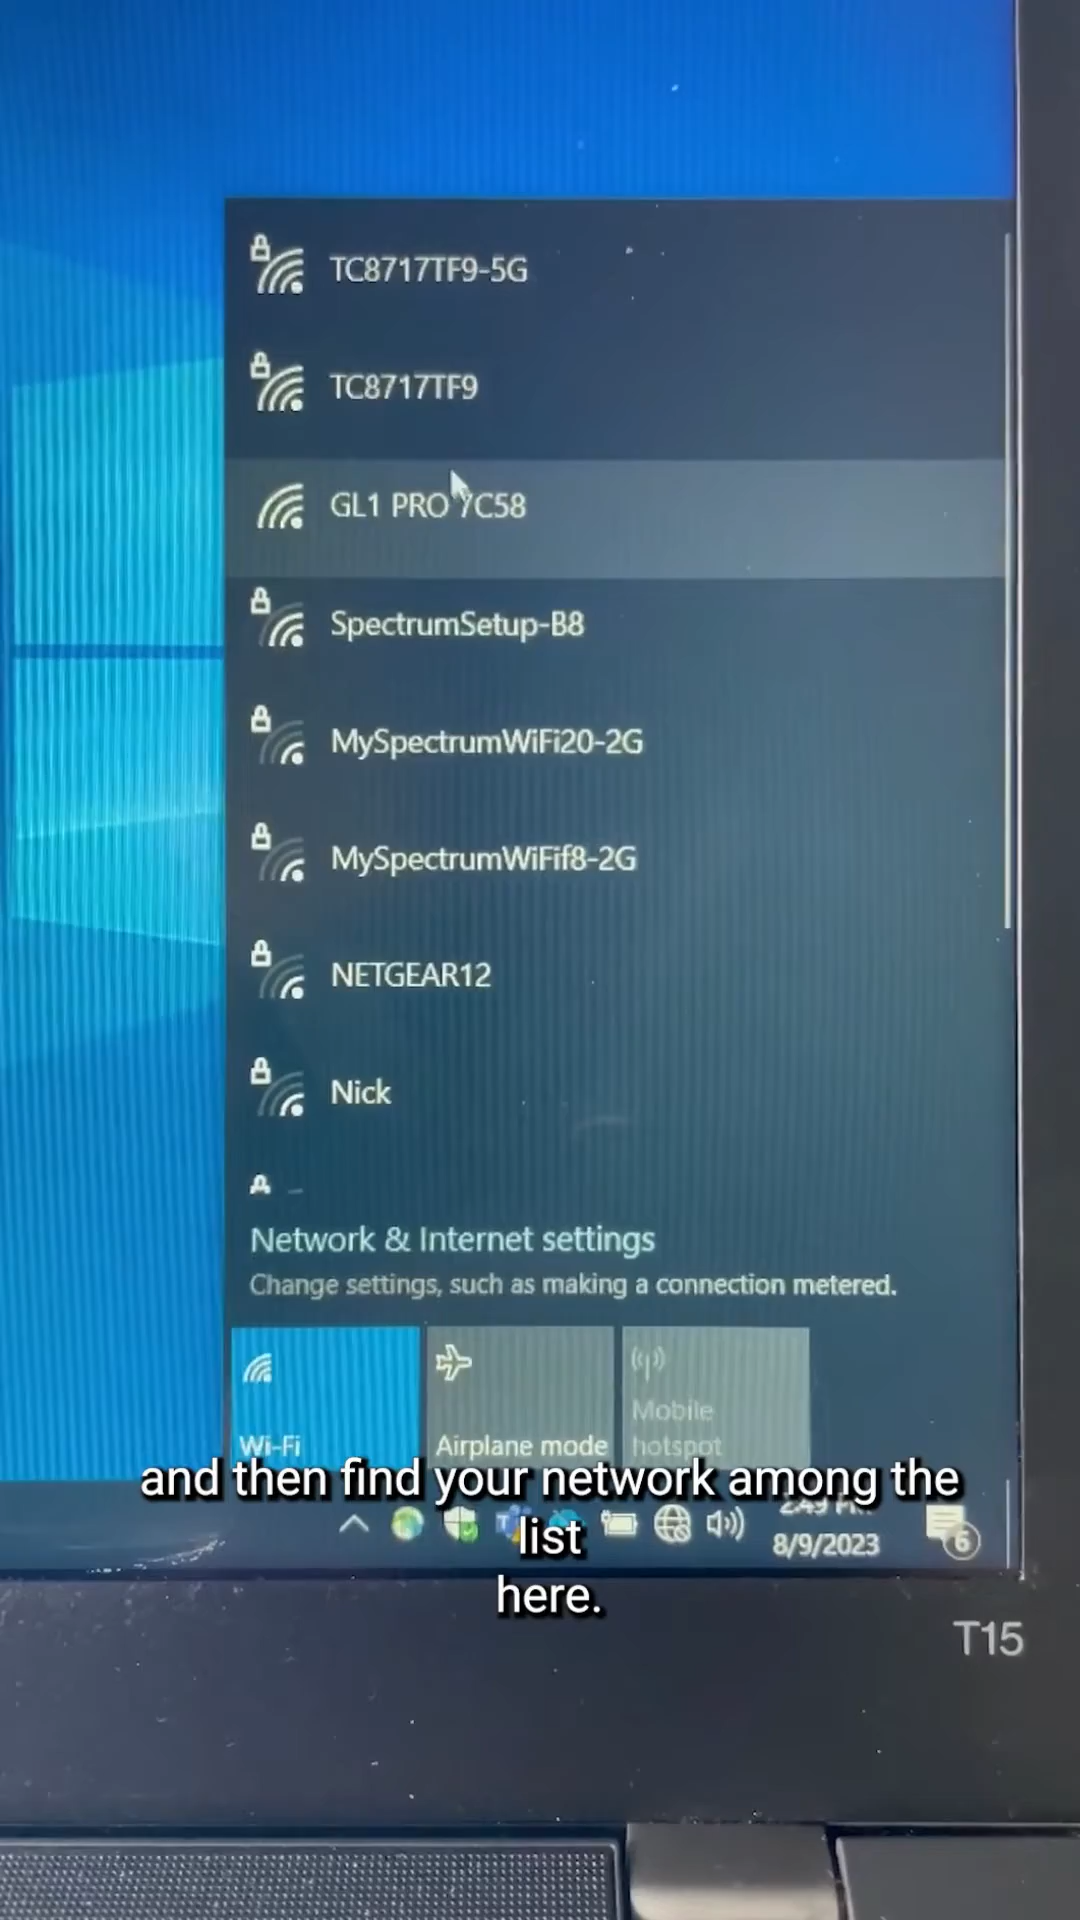 TC8717TF9-5G
TC8717TF9
GL1 PRO 7C58
SpectrumSetup-B8
MySpectrumWiFi20-2G
MySpectrumWiFif8-2G
NETGEAR12
Nick
Network & Internet settings
Change settings, such as making a connection metered.
Wi-Fi
Airplane mode
Mobile
hotspot
and then find your network among the
list
here.
8/9/2023
6
T15